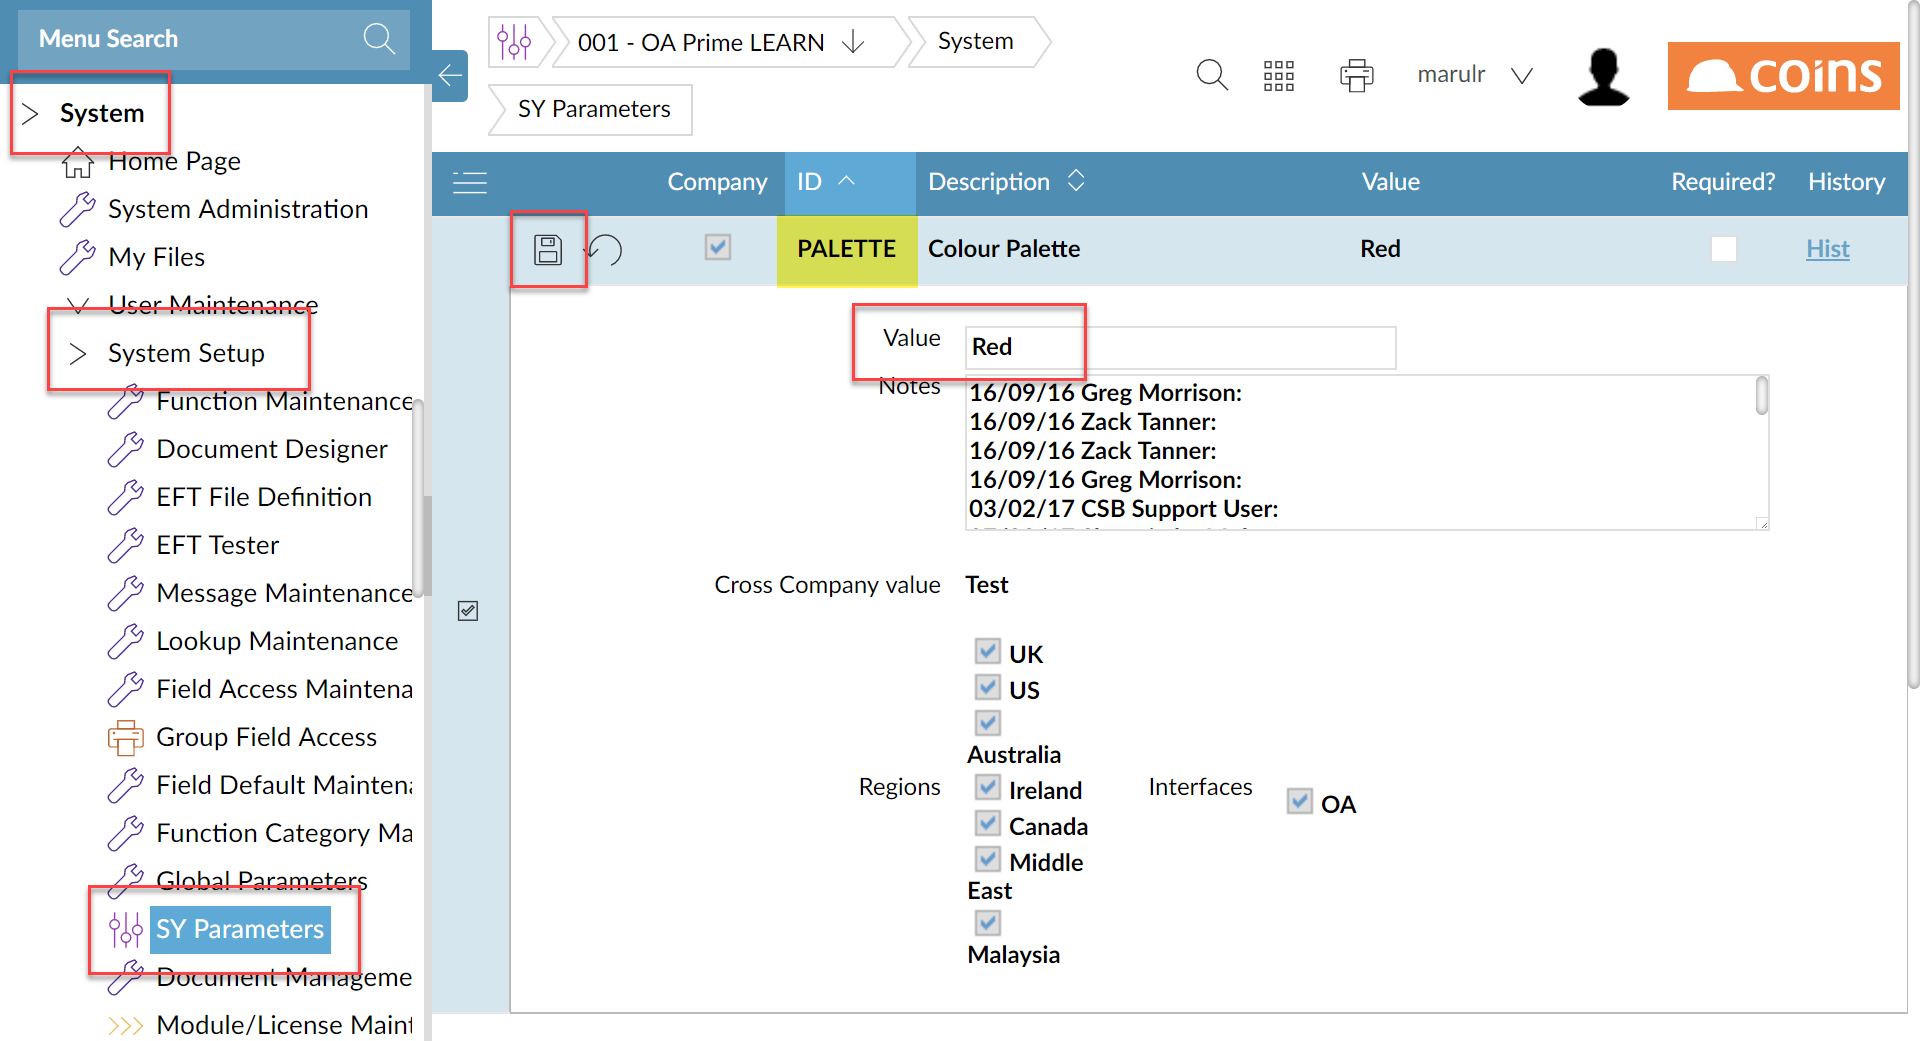 Menu Search
System
Home Page
System Administration
My Files
User Maintenance
System Setup
Function Maintenance
Document Designer
EFT File Definition
EFT Tester
Message Maintenance
Lookup Maintenance
Field Access Maintena
Group Field Access
Field Default Mainten
Function Category Ma
Global Parameters
SY Parameters
Document Manageme
Module/License Maint
001 - OA Prime LEARN
System
SY Parameters
marulr
coins
Company ID Description Value Required? History
PALETTE Colour Palette Red Hist
Value Red
Notes
16/09/16 Greg Morrison:
16/09/16 Zack Tanner:
16/09/16 Zack Tanner:
16/09/16 Greg Morrison:
03/02/17 CSB Support User:
Cross Company value Test
Regions
UK
US
Australia
Ireland
Canada
Middle
East
Malaysia
Interfaces
OA